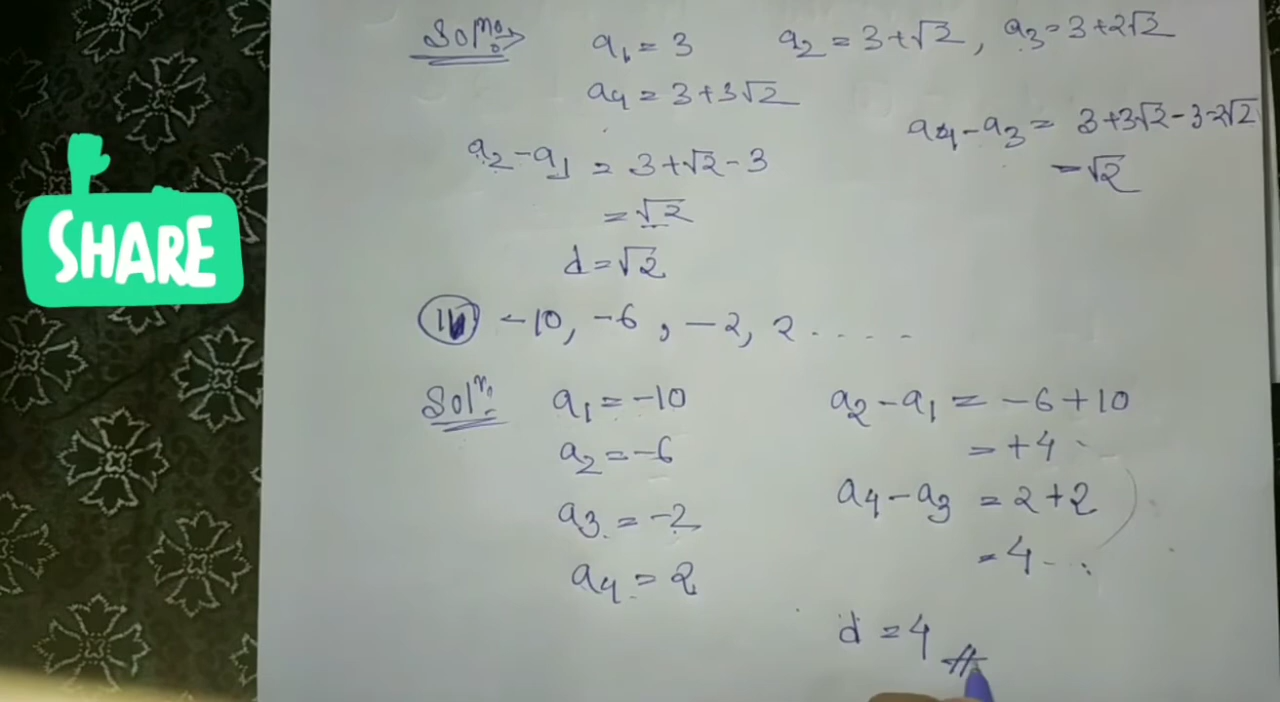 Solno:
a1 = 3 a2 = 3+√2, a3 = 3+2√2
a4 = 3+3√2
a4-a3 = 3+3√2-3-2√2
= √2
a2-a1 = 3+√2-3
= √2
d = √2
SHARE
-10, -6, -2, 2 . . . .
Soln:
a1 = -10
a2 = -6
a3 = -2
a4 = 2
a2-a1 = -6+10
= +4
a4-a3 = 2+2
= 4
d = 4